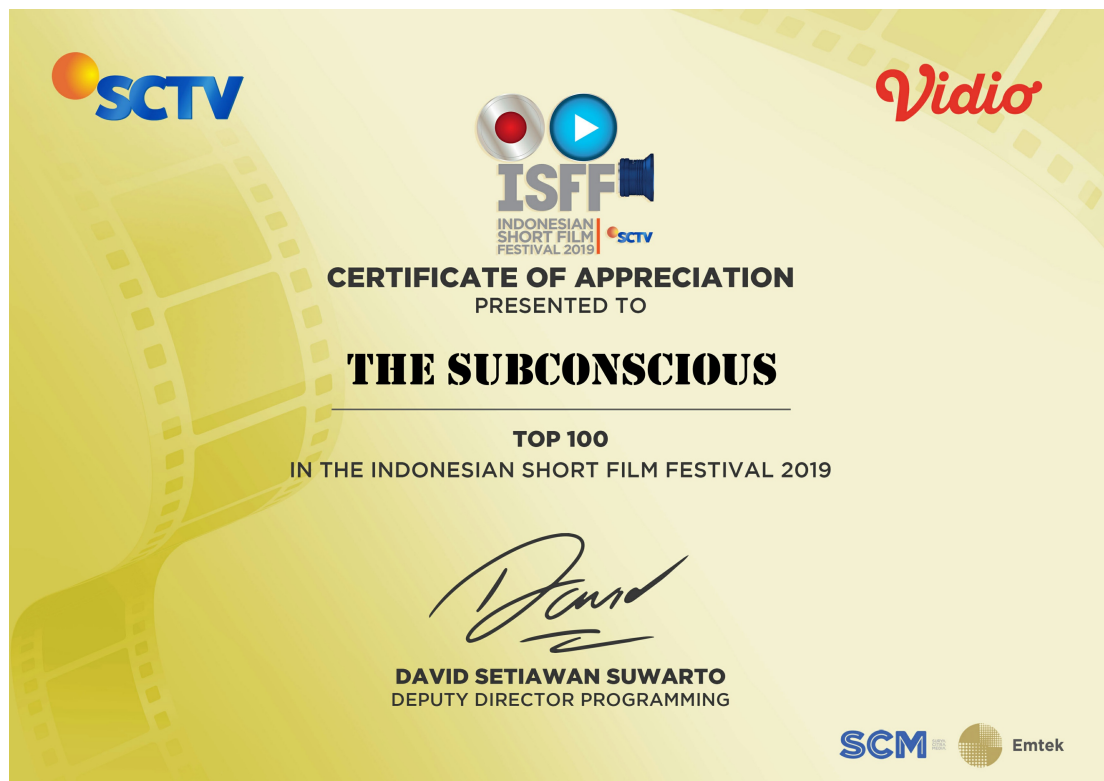 SCTV
Vidio
ISFF
INDONESIAN
SHORT FILM
FESTIVAL 2019
SCTV
CERTIFICATE OF APPRECIATION
PRESENTED TO
THE SUBCONSCIOUS
TOP 100
IN THE INDONESIAN SHORT FILM FESTIVAL 2019
David
DAVID SETIAWAN SUWARTO
DEPUTY DIRECTOR PROGRAMMING
SCM
Emtek